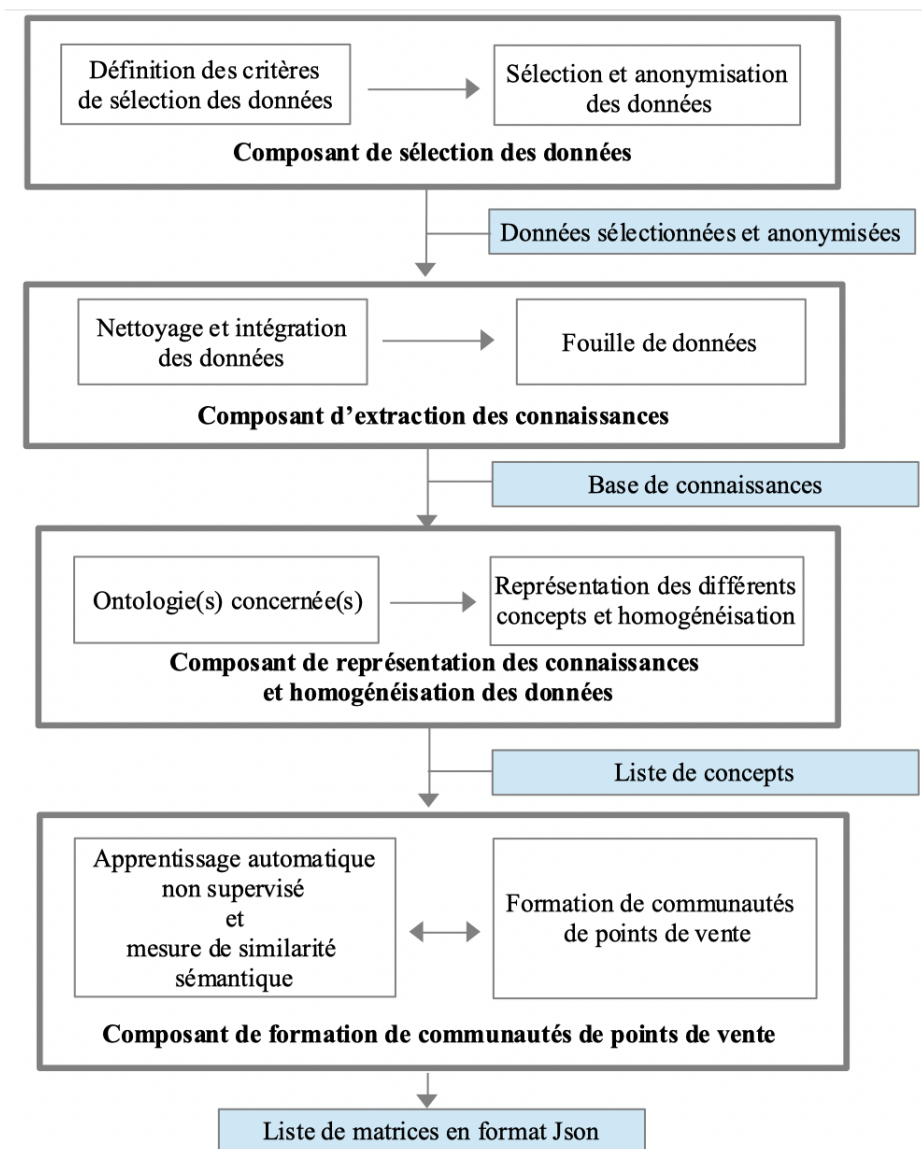 Définition des critères
de sélection des données
Sélection et anonymisation
des données
Composant de sélection des données
Données sélectionnées et anonymisées
Nettoyage et intégration
des données
Fouille de données
Composant d’extraction des connaissances
Base de connaissances
Ontologie(s) concernée(s)
Représentation des différents
concepts et homogénéisation
Composant de représentation des connaissances
et homogénéisation des données
Liste de concepts
Apprentissage automatique
non supervisé
et
mesure de similarité
sémantique
Formation de communautés
de points de vente
Composant de formation de communautés de points de vente
Liste de matrices en format Json